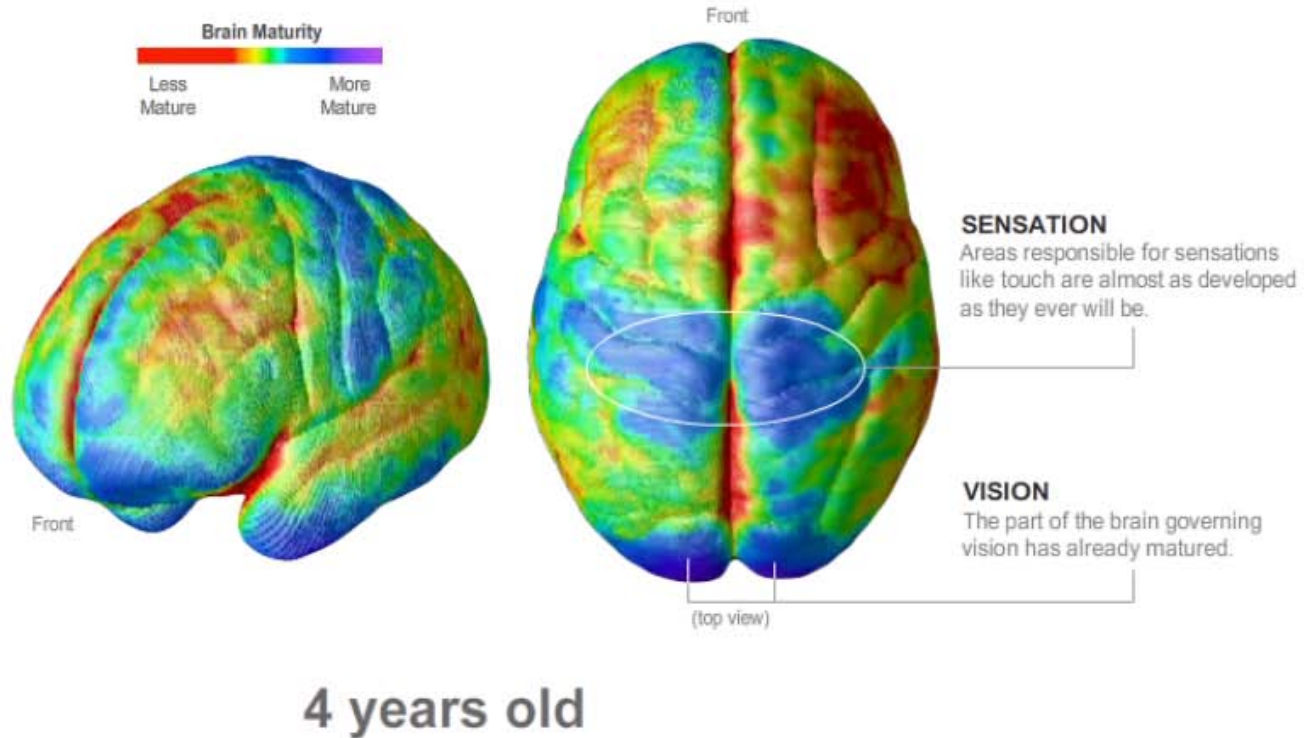 Front
Brain Maturity
Less
Mature
More
Mature
SENSATION
Areas responsible for sensations
like touch are almost as developed
as they ever will be.
Front
VISION
The part of the brain governing
vision has already matured.
(top view)
4 years old